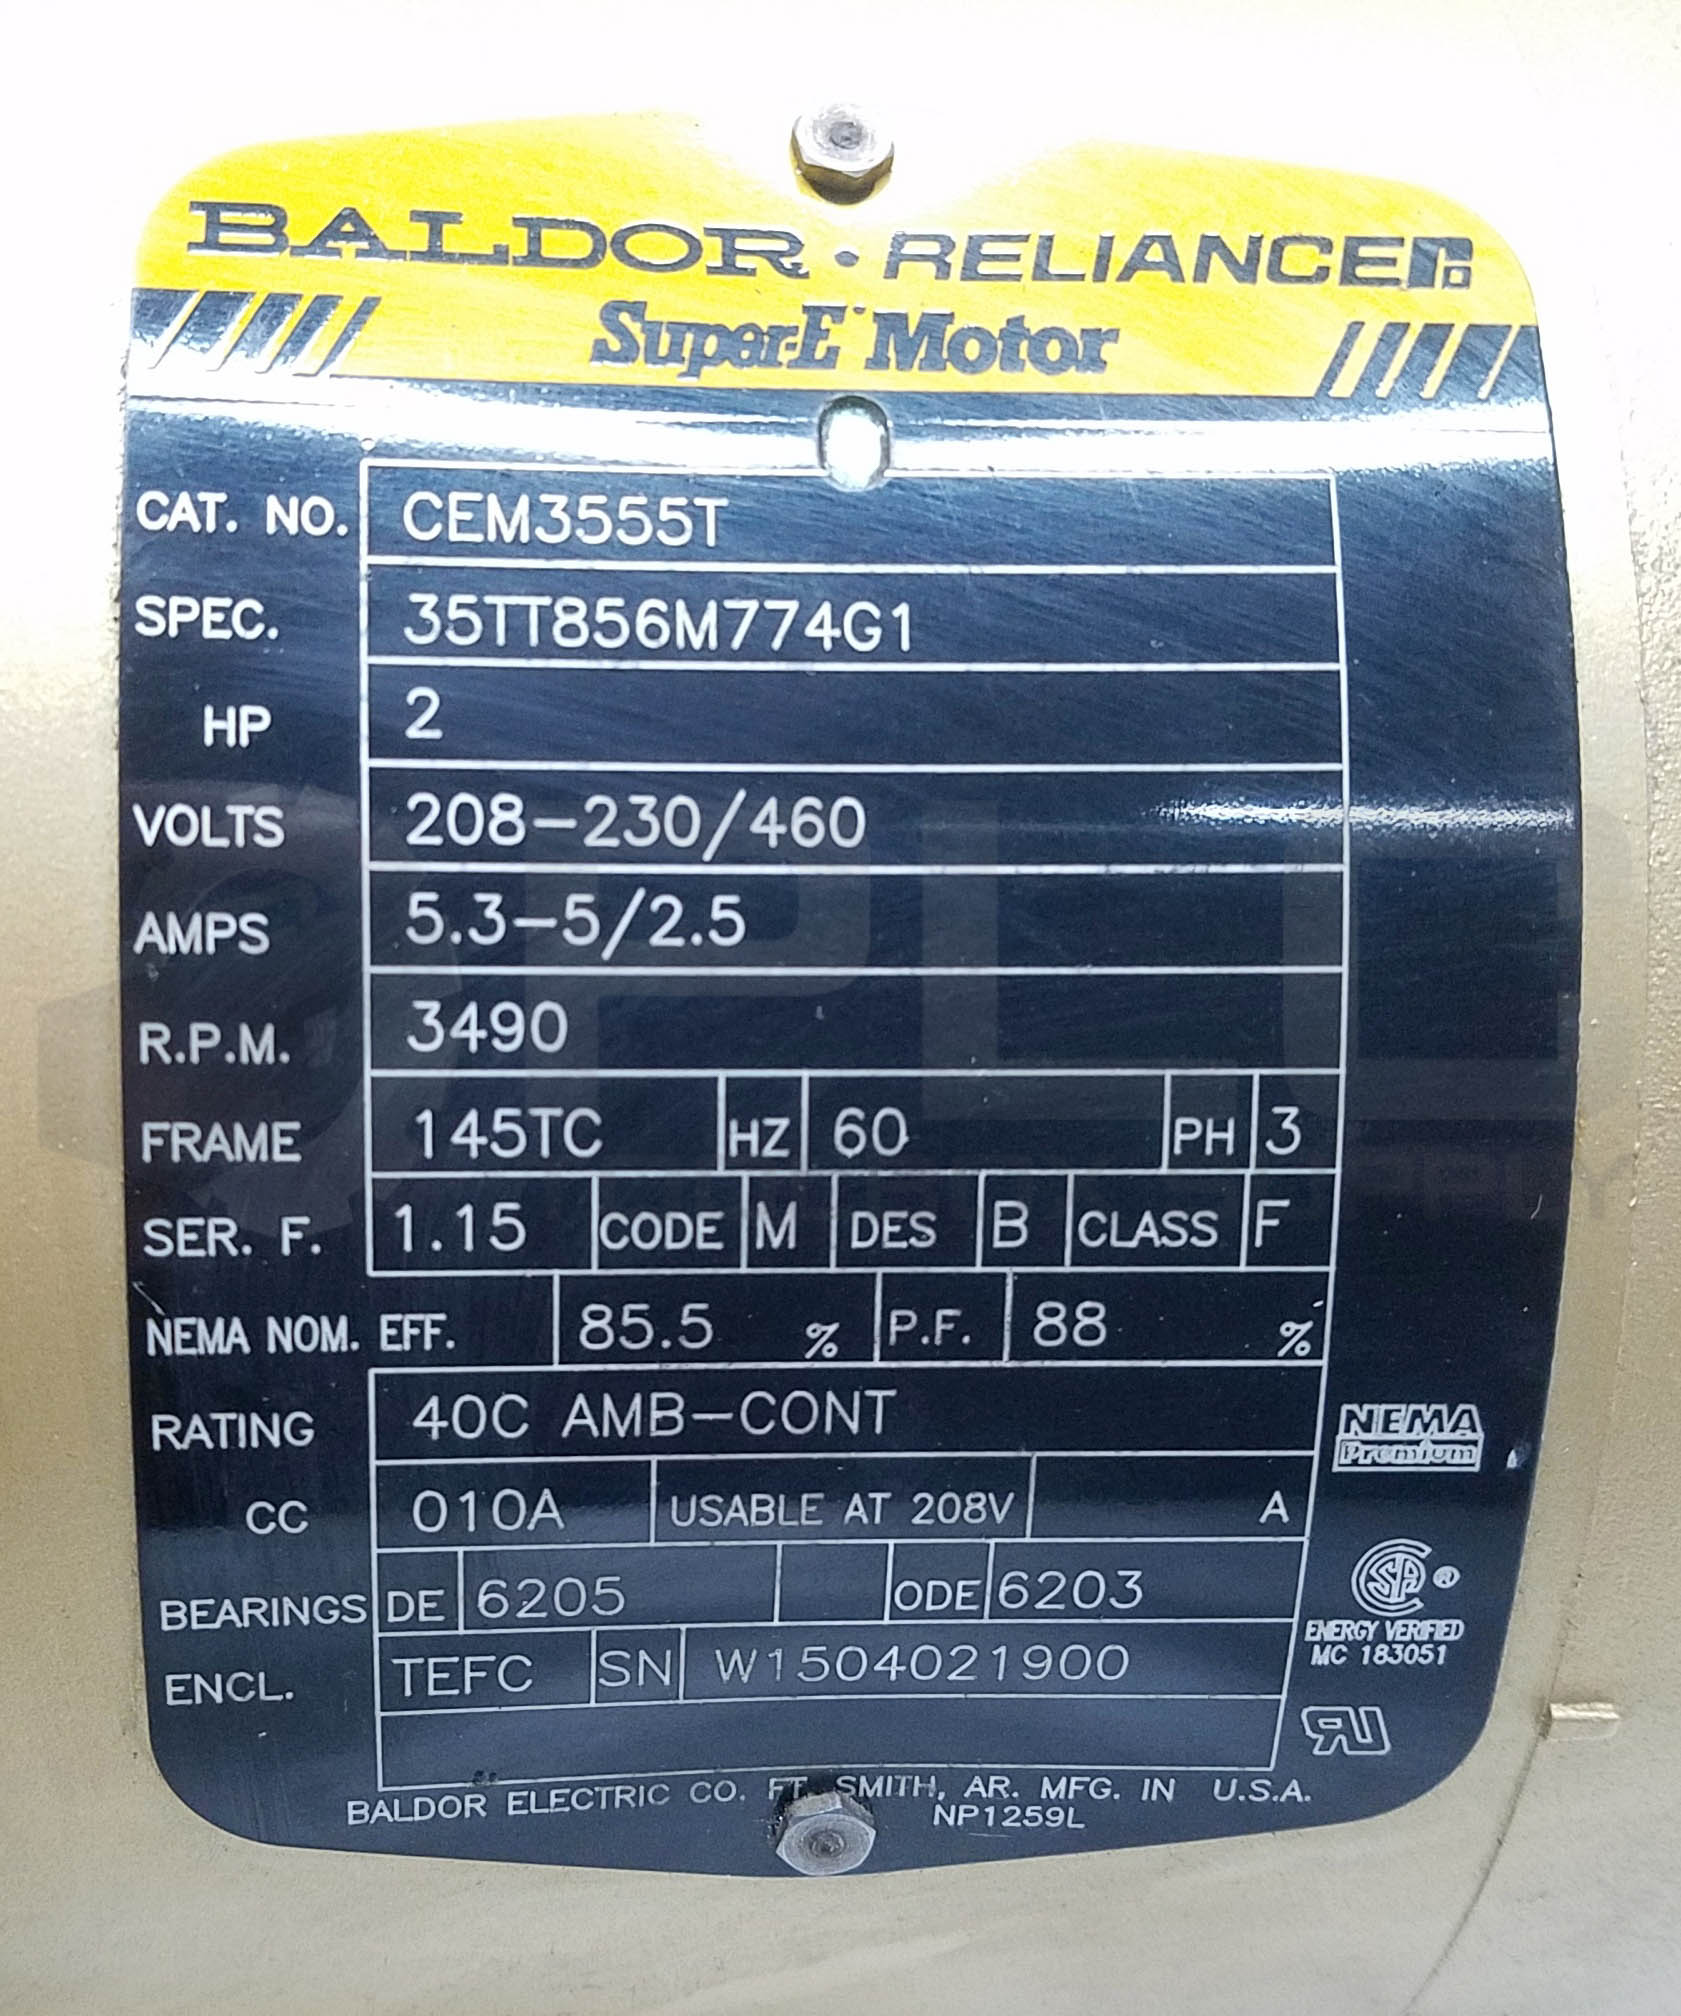 BALDOR • RELIANCE
Super-E Motor
CAT. NO. CEM3555T
SPEC. 35TT856M774G1
HP 2
VOLTS 208-230/460
AMPS 5.3-5/2.5
R.P.M. 3490
FRAME 145TC HZ 60 PH 3
SER. F. 1.15 CODE M DES B CLASS F
NEMA NOM. EFF. 85.5 % P.F. 88 %
RATING 40C AMB-CONT
NEMA
Premium
CC 010A USABLE AT 208V A
BEARINGS DE 6205 ODE 6203
SA ®
ENERGY VERIFIED
MC 183051
ENCL. TEFC SN W1504021900
RU
BALDOR ELECTRIC CO. FT. SMITH, AR. MFG. IN U.S.A.
NP1259L
PLC